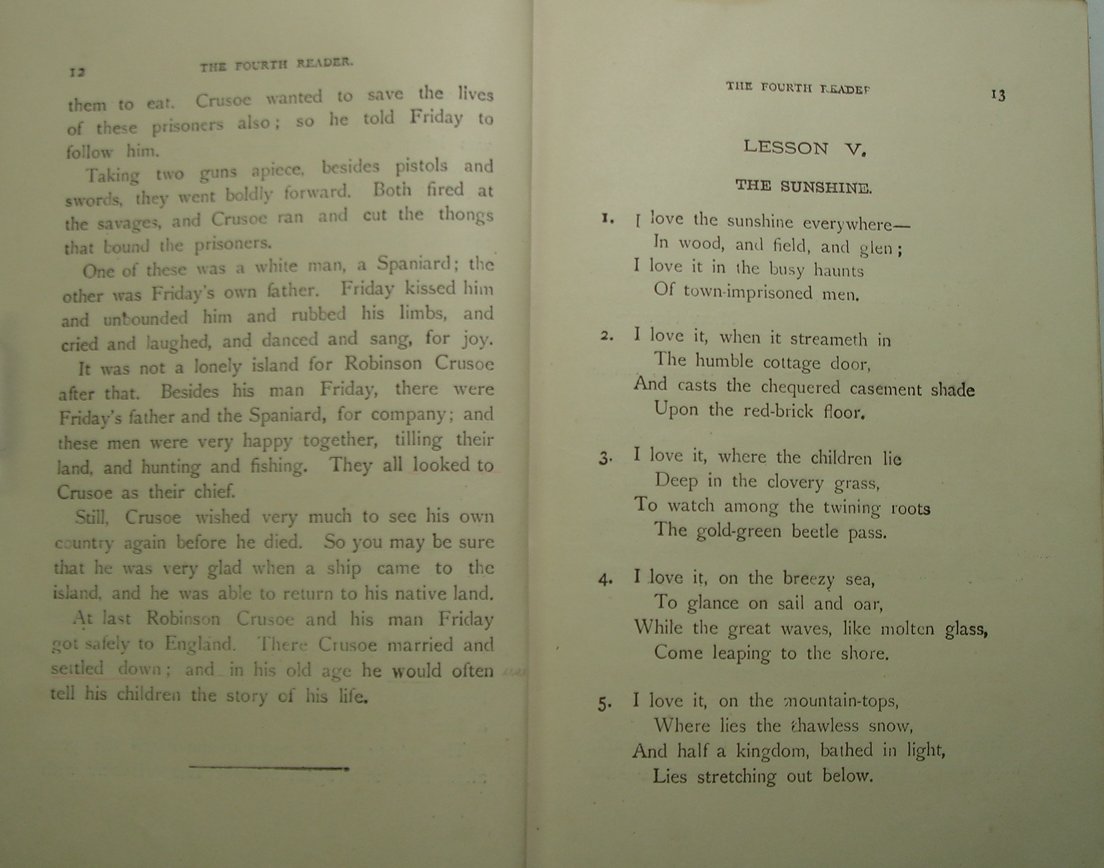 12 THE FOURTH READER.
them to eat. Crusoe wanted to save the lives
of these prisoners also; so he told Friday to
follow him.
Taking two guns apiece, besides pistols and
swords, they went boldly forward. Both fired at
the savages, and Crusoe ran and cut the thongs
that bound the prisoners.
One of these was a white man, a Spaniard; the
other was Friday's own father. Friday kissed him
and unbounded him and rubbed his limbs, and
cried and laughed, and danced and sang, for joy.
It was not a lonely island for Robinson Crusoe
after that. Besides his man Friday, there were
Friday's father and the Spaniard, for company; and
these men were very happy together, tilling their
land, and hunting and fishing. They all looked to
Crusoe as their chief.
Still, Crusoe wished very much to see his own
country again before he died. So you may be sure
that he was very glad when a ship came to the
island, and he was able to return to his native land.
At last Robinson Crusoe and his man Friday
got safely to England. There Crusoe married and
settled down; and in his old age he would often
tell his children the story of his life.
THE FOURTH READER 13
LESSON V.
THE SUNSHINE.
1. I love the sunshine everywhere—
In wood, and field, and glen;
I love it in the busy haunts
Of town-imprisoned men.
2. I love it, when it streameth in
The humble cottage door,
And casts the chequered casement shade
Upon the red-brick floor.
3. I love it, where the children lie
Deep in the clovery grass,
To watch among the twining roots
The gold-green beetle pass.
4. I love it, on the breezy sea,
To glance on sail and oar,
While the great waves, like molten glass,
Come leaping to the shore.
5. I love it, on the mountain-tops,
Where lies the thawless snow,
And half a kingdom, bathed in light,
Lies stretching out below.